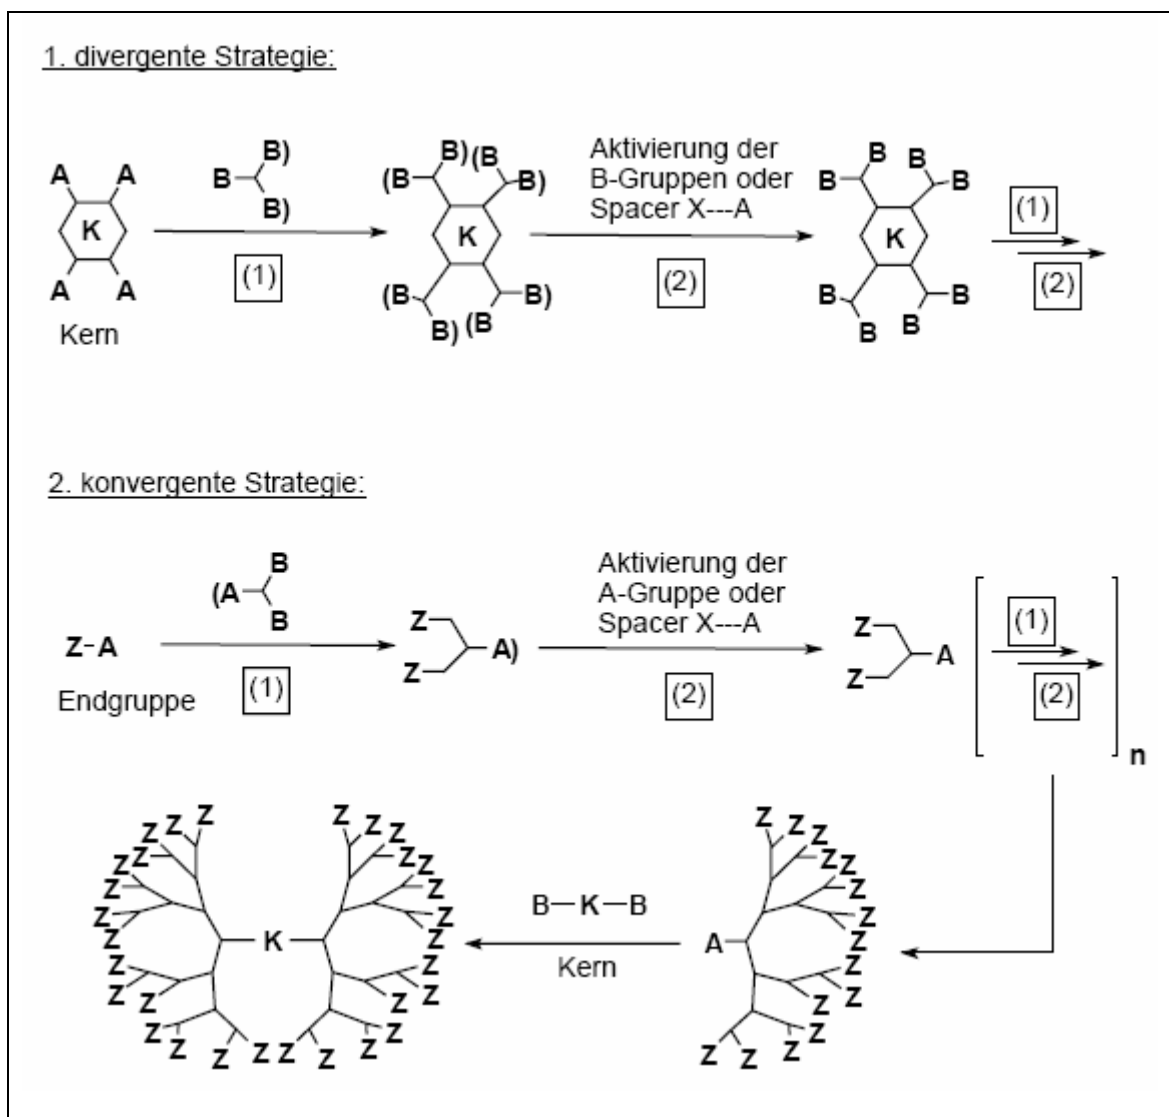 1. divergente Strategie:
A A
K
A A
Kern
B B)
B)
(1)
B) (B
(B B)
K
(B B)
B) (B
Aktivierung der
B-Gruppen oder
Spacer X---A
(2)
B B
B B
K
B B
B B
(1)
(2)
2. konvergente Strategie:
Z-A
Endgruppe
B
(A
B
(1)
Z
A)
Z
Aktivierung der
A-Gruppe oder
Spacer X---A
(2)
Z
A
Z
(1)
(2)
n
Z Z Z Z Z Z Z Z Z Z Z Z Z Z Z Z
K
Z Z Z Z Z Z Z Z Z Z Z Z Z Z Z Z
B-K-B
Kern
A
Z Z Z Z Z Z Z Z Z Z Z Z Z Z Z Z